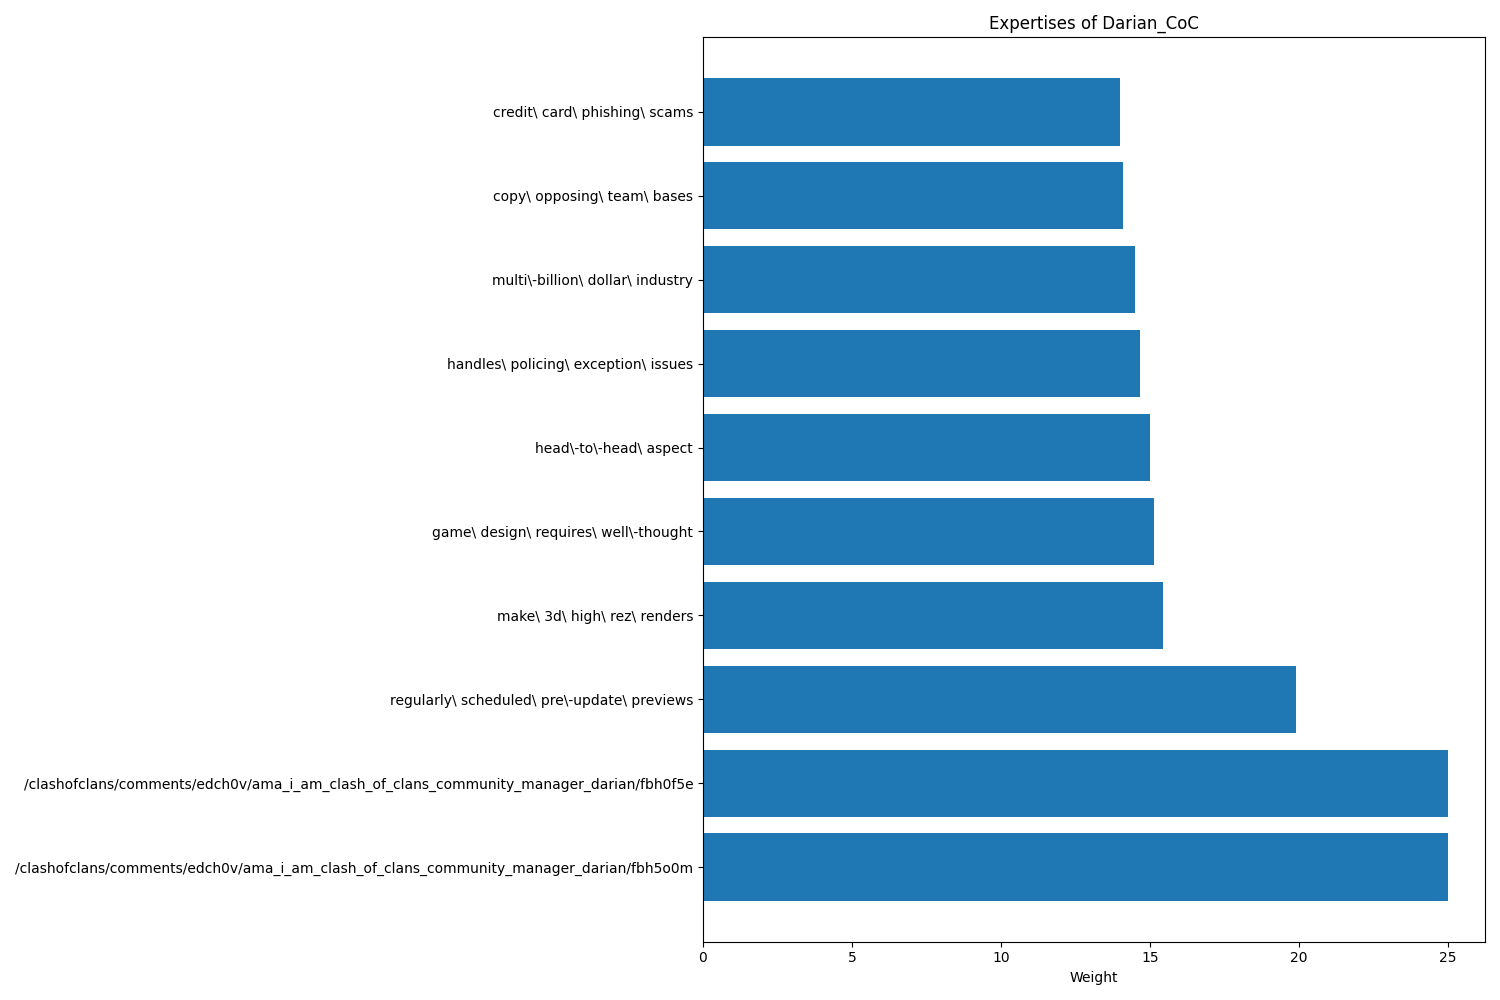 Expertises of Darian_CoC
credit\ card\ phishing\ scams
copy\ opposing\ team\ bases
multi\-billion\ dollar\ industry
handles\ policing\ exception\ issues
head\-to\-head\ aspect
game\ design\ requires\ well\-thought
make\ 3d\ high\ rez\ renders
regularly\ scheduled\ pre\-update\ previews
/clashofclans/comments/edch0v/ama_i_am_clash_of_clans_community_manager_darian/fbh0f5e
/clashofclans/comments/edch0v/ama_i_am_clash_of_clans_community_manager_darian/fbh5o0m
0 5 10 15 20 25
Weight